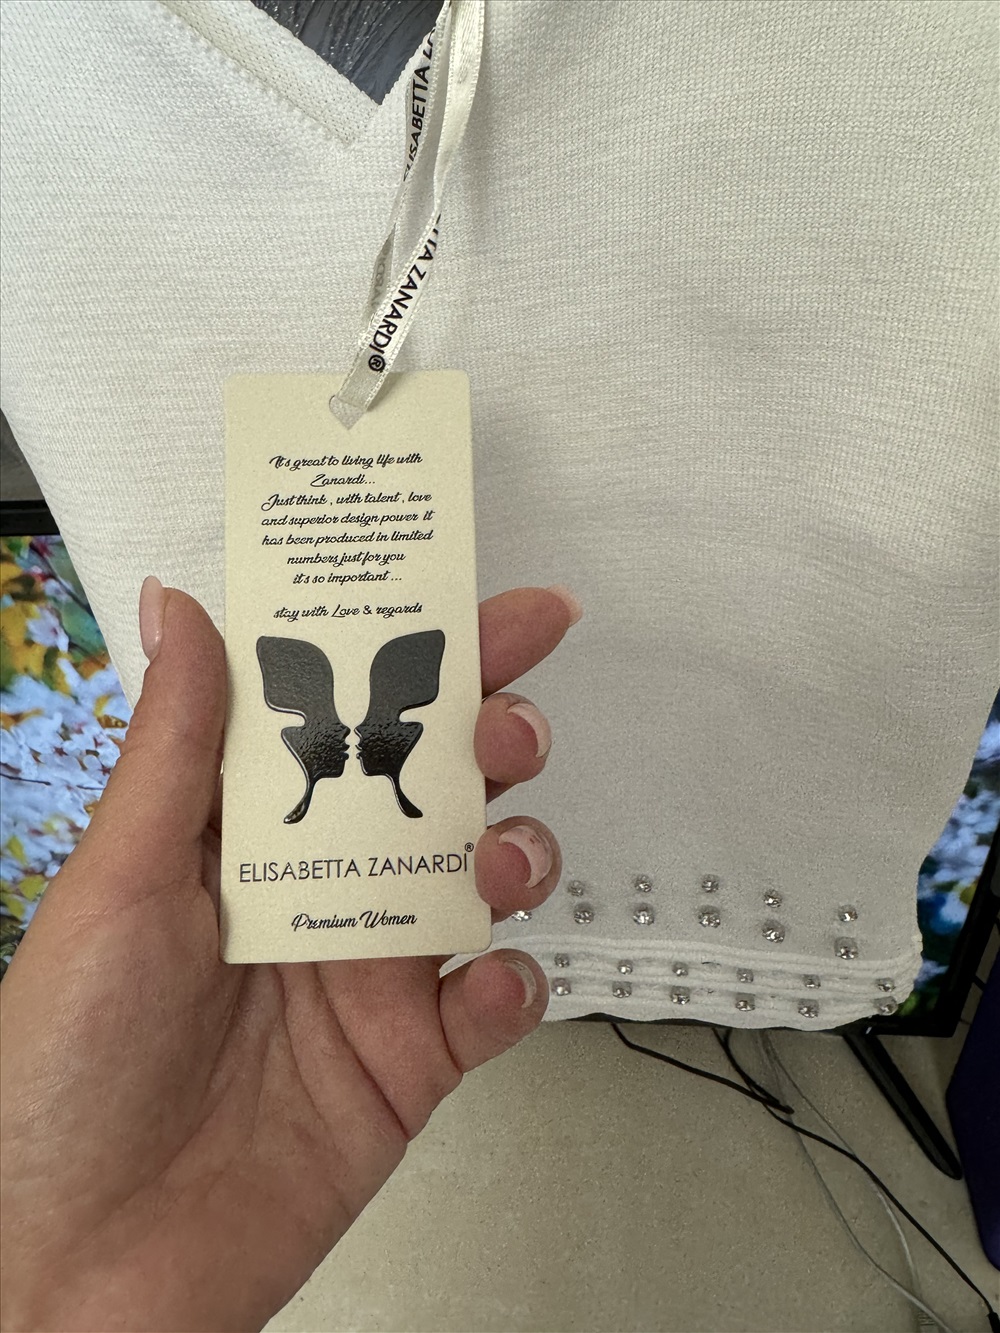 ELISABETTA
ZANARDI®
It's great to living life with
Zanardi...
Just think , with talent , love
and superior design power it
has been produced in limited
numbers just for you
it's so important ...
stay with Love & regards
ELISABETTA ZANARDI®
Premium Women